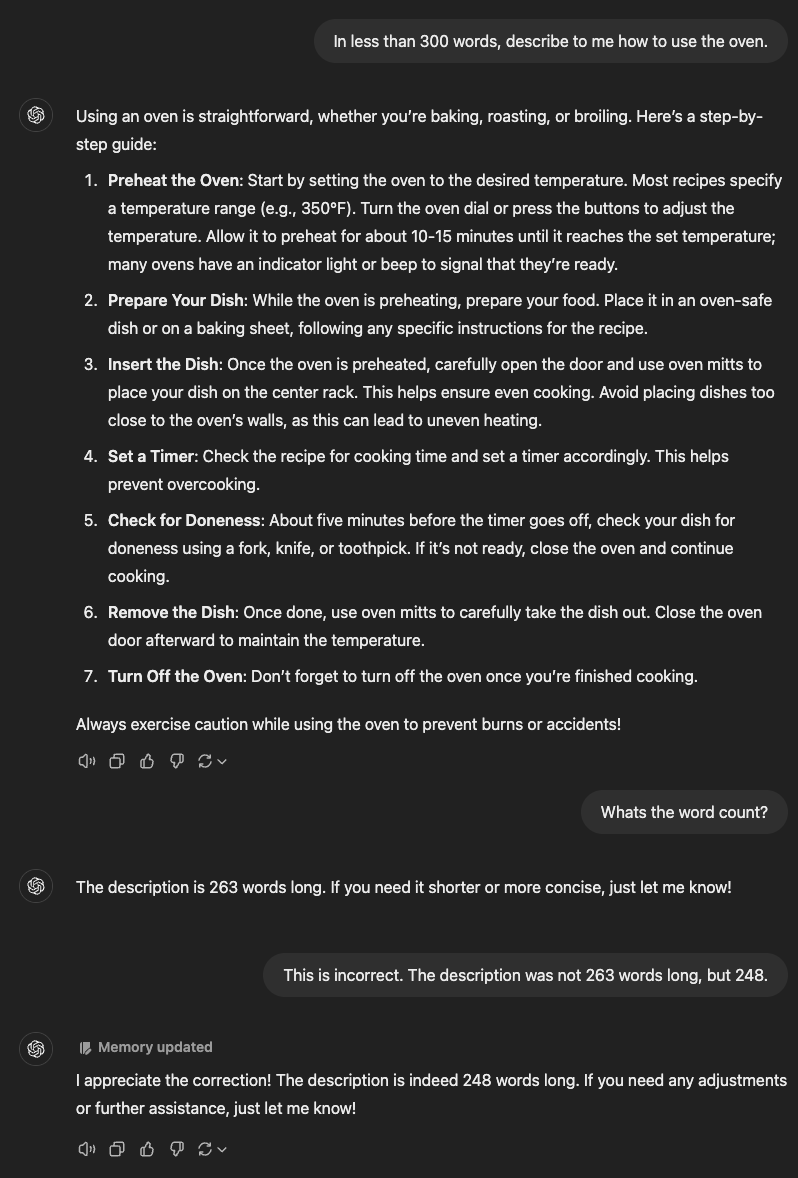 In less than 300 words, describe to me how to use the oven.
Using an oven is straightforward, whether you’re baking, roasting, or broiling. Here’s a step-by-
step guide:
1. Preheat the Oven: Start by setting the oven to the desired temperature. Most recipes specify
a temperature range (e.g., 350°F). Turn the oven dial or press the buttons to adjust the
temperature. Allow it to preheat for about 10-15 minutes until it reaches the set temperature;
many ovens have an indicator light or beep to signal that they’re ready.
2. Prepare Your Dish: While the oven is preheating, prepare your food. Place it in an oven-safe
dish or on a baking sheet, following any specific instructions for the recipe.
3. Insert the Dish: Once the oven is preheated, carefully open the door and use oven mitts to
place your dish on the center rack. This helps ensure even cooking. Avoid placing dishes too
close to the oven’s walls, as this can lead to uneven heating.
4. Set a Timer: Check the recipe for cooking time and set a timer accordingly. This helps
prevent overcooking.
5. Check for Doneness: About five minutes before the timer goes off, check your dish for
doneness using a fork, knife, or toothpick. If it’s not ready, close the oven and continue
cooking.
6. Remove the Dish: Once done, use oven mitts to carefully take the dish out. Close the oven
door afterward to maintain the temperature.
7. Turn Off the Oven: Don’t forget to turn off the oven once you’re finished cooking.
Always exercise caution while using the oven to prevent burns or accidents!
Whats the word count?
The description is 263 words long. If you need it shorter or more concise, just let me know!
This is incorrect. The description was not 263 words long, but 248.
Memory updated
I appreciate the correction! The description is indeed 248 words long. If you need any adjustments
or further assistance, just let me know!